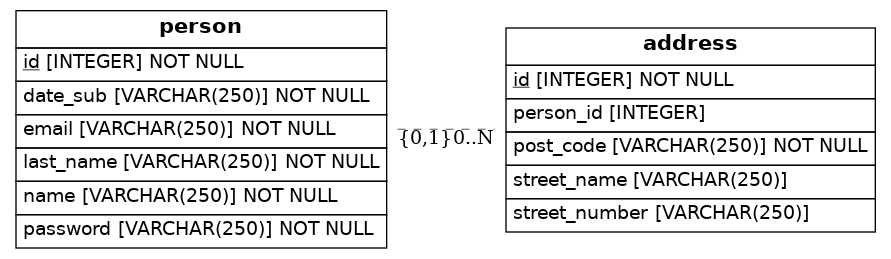 person
id [INTEGER] NOT NULL
date_sub [VARCHAR(250)] NOT NULL
email [VARCHAR(250)] NOT NULL
last_name [VARCHAR(250)] NOT NULL
name [VARCHAR(250)] NOT NULL
password [VARCHAR(250)] NOT NULL
{0,1}0..N
address
id [INTEGER] NOT NULL
person_id [INTEGER]
post_code [VARCHAR(250)] NOT NULL
street_name [VARCHAR(250)]
street_number [VARCHAR(250)]